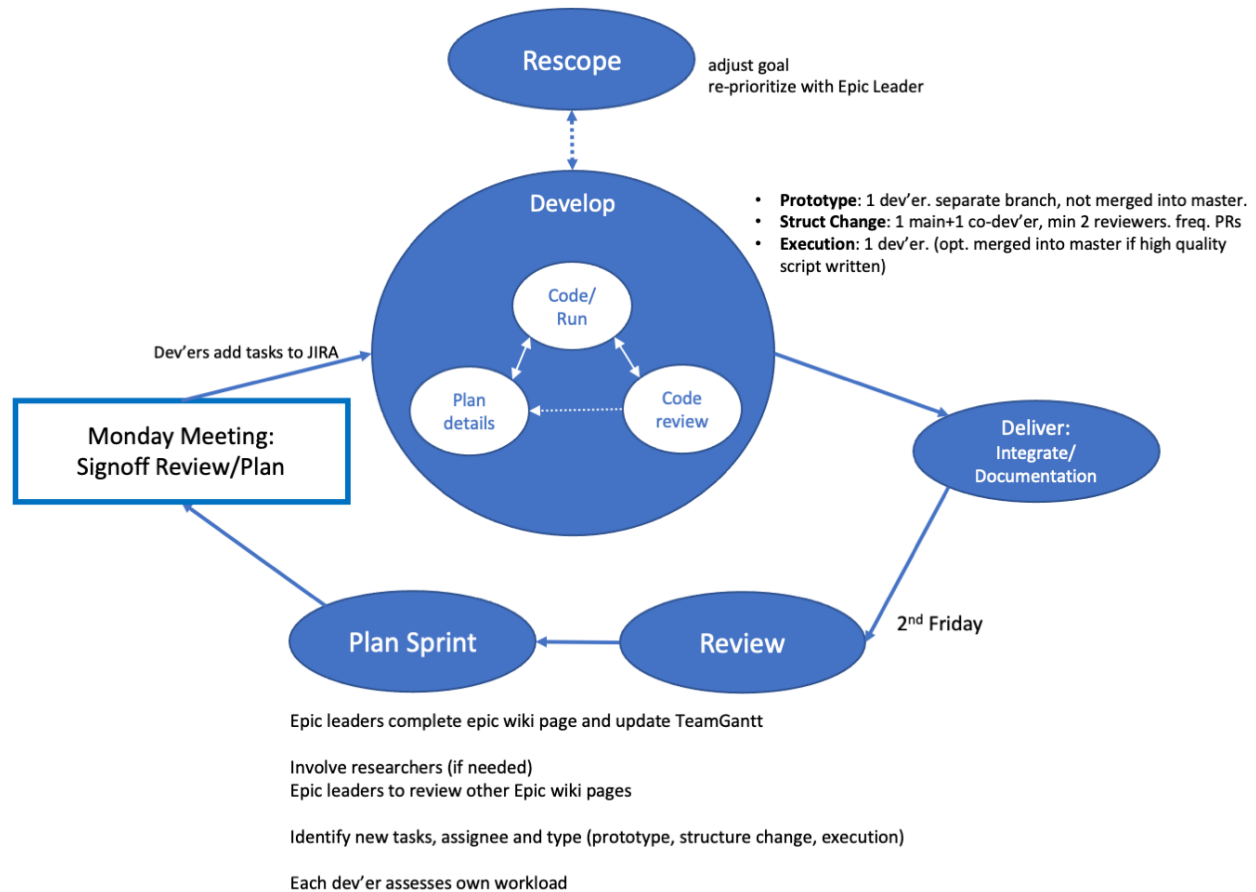 Rescope
adjust goal
re-prioritize with Epic Leader
Develop
• Prototype: 1 dev’er. separate branch, not merged into master.
• Struct Change: 1 main+1 co-dev’er, min 2 reviewers. freq. PRs
• Execution: 1 dev’er. (opt. merged into master if high quality
script written)
Code/
Run
Dev’ers add tasks to JIRA
Plan
details
Code
review
Monday Meeting:
Signoff Review/Plan
Deliver:
Integrate/
Documentation
2nd Friday
Plan Sprint
Review
Epic leaders complete epic wiki page and update TeamGantt
Involve researchers (if needed)
Epic leaders to review other Epic wiki pages
Identify new tasks, assignee and type (prototype, structure change, execution)
Each dev’er assesses own workload